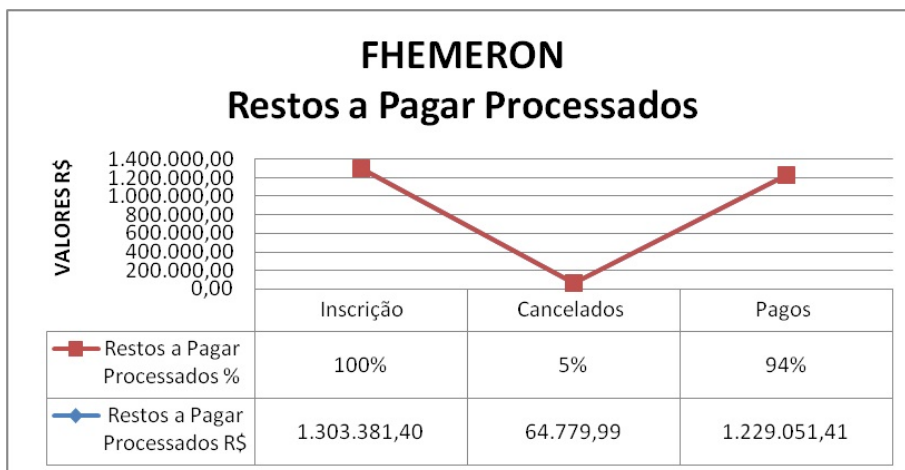 FHEMERON
Restos a Pagar Processados
VALORES R$
1.400.000,00
1.200.000,00
1.000.000,00
800.000,00
600.000,00
400.000,00
200.000,00
0,00
Inscrição Cancelados Pagos
Restos a Pagar
Processados % 100% 5% 94%
Restos a Pagar
Processados R$ 1.303.381,40 64.779,99 1.229.051,41